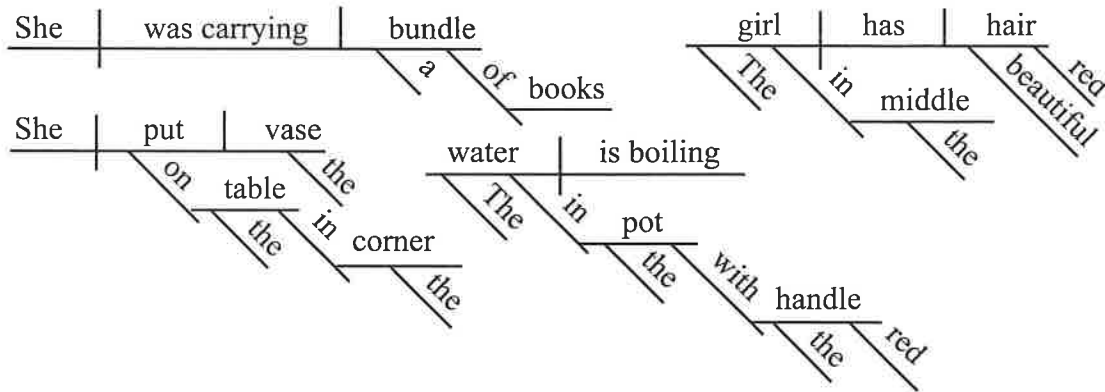 She was carrying bundle
a
of
books
girl has hair
The
in
middle
the
beautiful
red
She put vase
on
table
the
the
in
corner
the
water is boiling
The
in
pot
the
with
handle
the
red